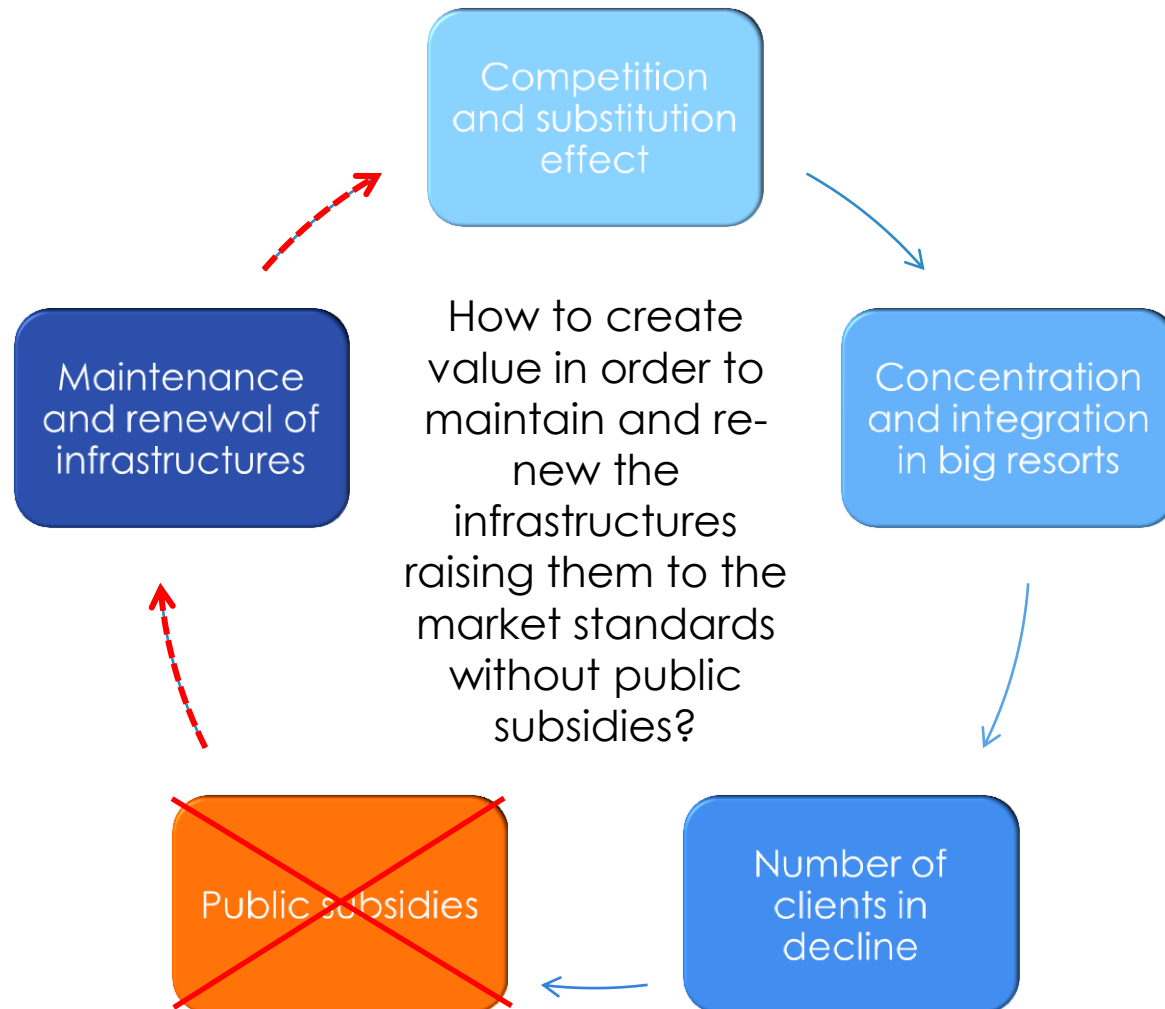 Competition
and substitution
effect
Concentration
and integration
in big resorts
Number of
clients in
decline
Public subsidies
Maintenance
and renewal of
infrastructures
How to create
value in order to
maintain and re-
new the
infrastructures
raising them to the
market standards
without public
subsidies?